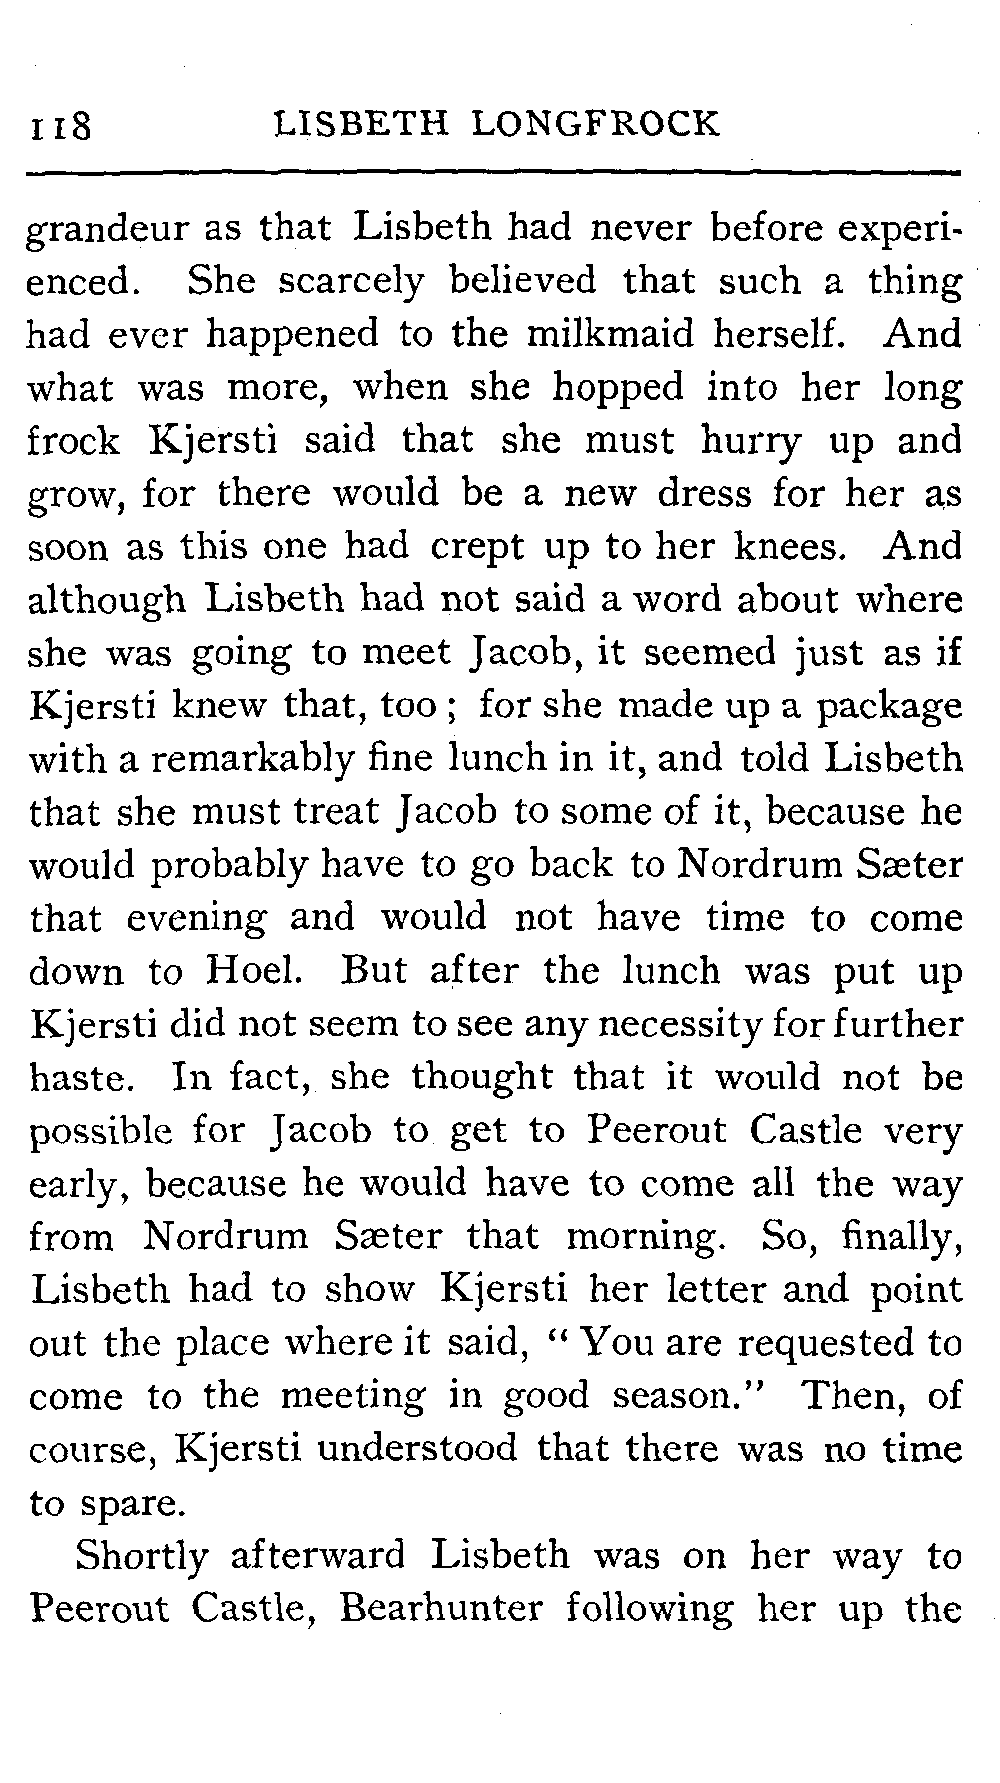 118 LISBETH LONGFROCK
grandeur as that Lisbeth had never before experi-
enced. She scarcely believed that such a thing
had ever happened to the milkmaid herself. And
what was more, when she hopped into her long
frock Kjersti said that she must hurry up and
grow, for there would be a new dress for her as
soon as this one had crept up to her knees. And
although Lisbeth had not said a word about where
she was going to meet Jacob, it seemed just as if
Kjersti knew that, too; for she made up a package
with a remarkably fine lunch in it, and told Lisbeth
that she must treat Jacob to some of it, because he
would probably have to go back to Nordrum Sæter
that evening and would not have time to come
down to Hoel. But after the lunch was put up
Kjersti did not seem to see any necessity for further
haste. In fact, she thought that it would not be
possible for Jacob to get to Peerout Castle very
early, because he would have to come all the way
from Nordrum Sæter that morning. So, finally,
Lisbeth had to show Kjersti her letter and point
out the place where it said, “You are requested to
come to the meeting in good season.” Then, of
course, Kjersti understood that there was no time
to spare.
Shortly afterward Lisbeth was on her way to
Peerout Castle, Bearhunter following her up the